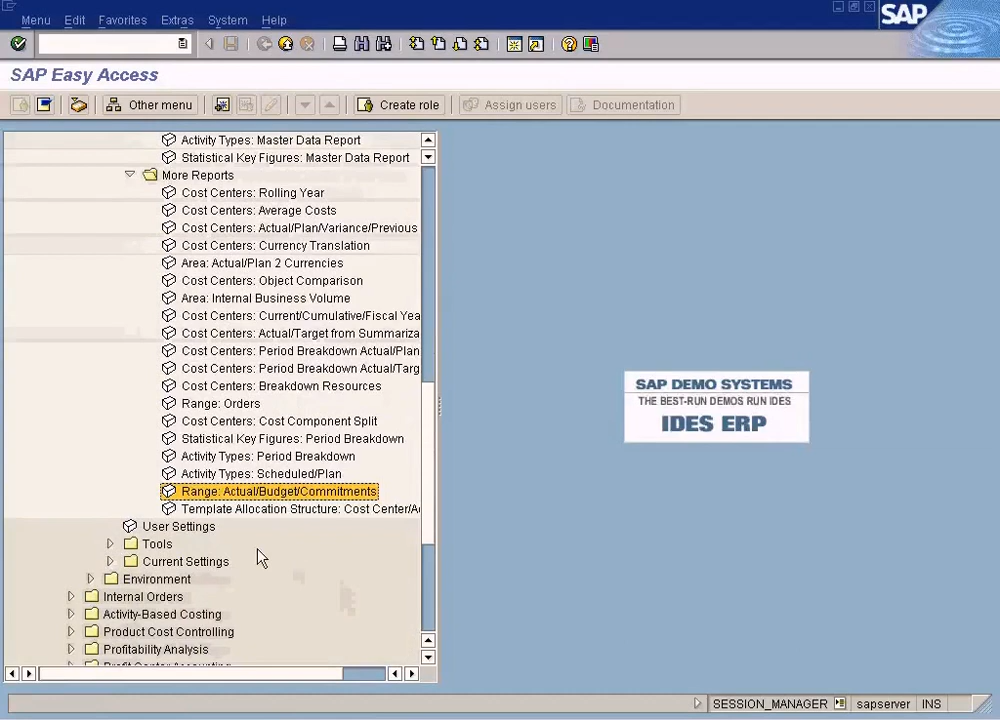 Menu Edit Favorites Extras System Help
SAP
SAP Easy Access
Other menu Create role Assign users Documentation
Activity Types: Master Data Report
Statistical Key Figures: Master Data Report
More Reports
Cost Centers: Rolling Year
Cost Centers: Average Costs
Cost Centers: Actual/Plan/Variance/Previous
Cost Centers: Currency Translation
Area: Actual/Plan 2 Currencies
Cost Centers: Object Comparison
Area: Internal Business Volume
Cost Centers: Current/Cumulative/Fiscal Yea
Cost Centers: Actual/Target from Summariza
Cost Centers: Period Breakdown Actual/Plan
Cost Centers: Period Breakdown Actual/Targ
Cost Centers: Breakdown Resources
Range: Orders
Cost Centers: Cost Component Split
Statistical Key Figures: Period Breakdown
Activity Types: Period Breakdown
Activity Types: Scheduled/Plan
Range: Actual/Budget/Commitments
Template Allocation Structure: Cost Center/A
User Settings
Tools
Current Settings
Environment
Internal Orders
Activity-Based Costing
Product Cost Controlling
Profitability Analysis
Profit Center Accounting
SAP DEMO SYSTEMS
THE BEST-RUN DEMOS RUN IDES
IDES ERP
SESSION_MANAGER sapserver INS